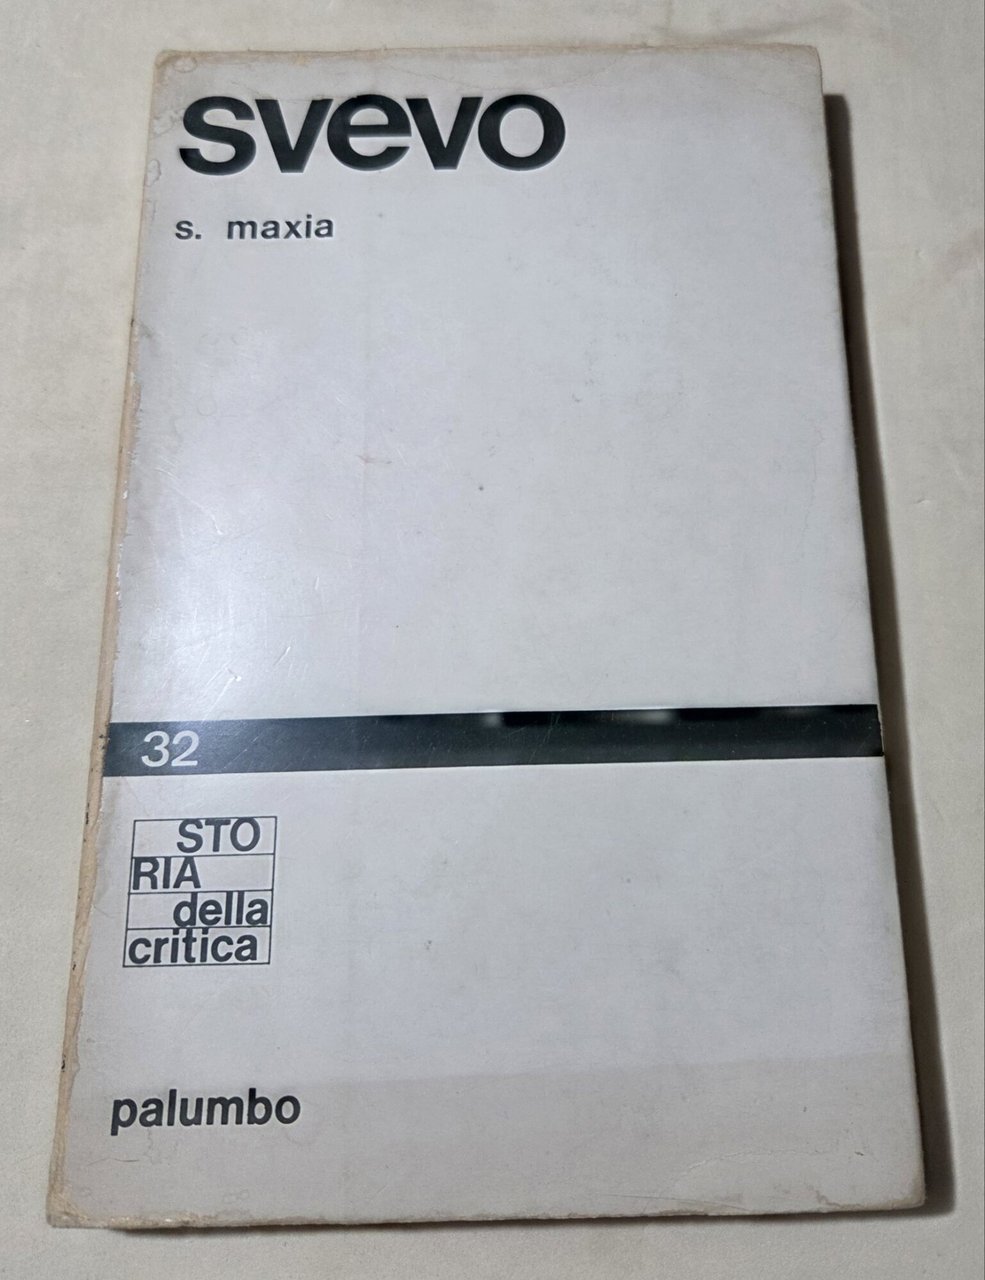 svevo
s. maxia
32
STO
RIA
della
critica
palumbo